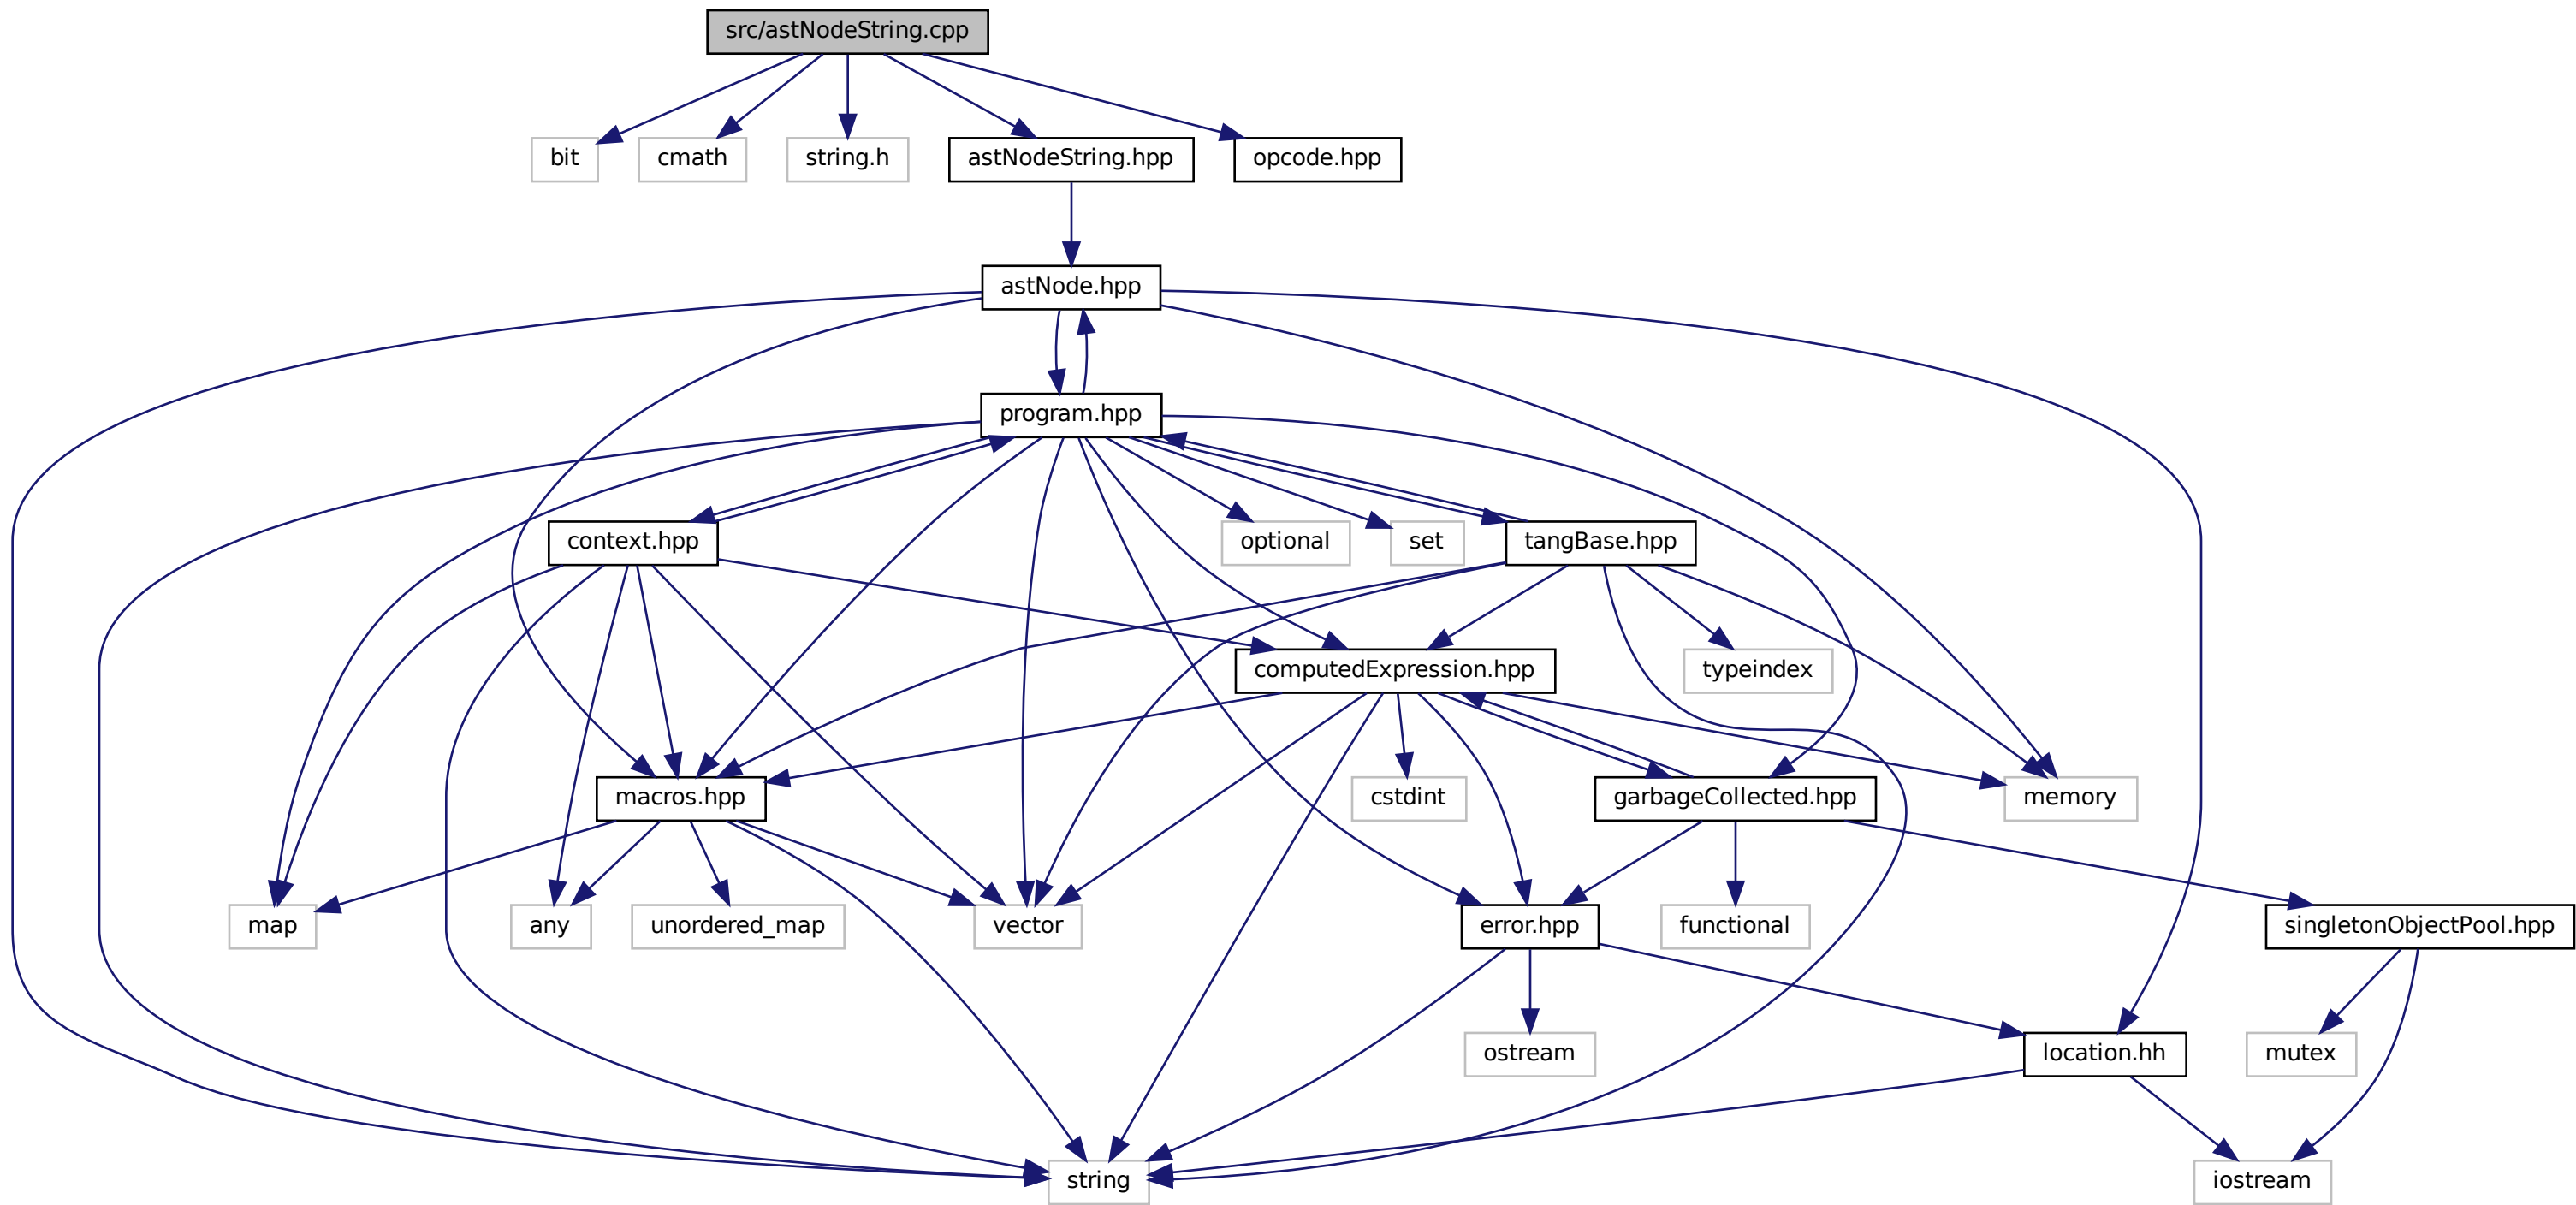 src/astNodeString.cpp
bit
cmath
string.h
astNodeString.hpp
opcode.hpp
astNode.hpp
program.hpp
context.hpp
optional
set
tangBase.hpp
computedExpression.hpp
typeindex
macros.hpp
cstdint
garbageCollected.hpp
memory
map
any
unordered_map
vector
error.hpp
functional
singletonObjectPool.hpp
ostream
location.hh
mutex
string
iostream